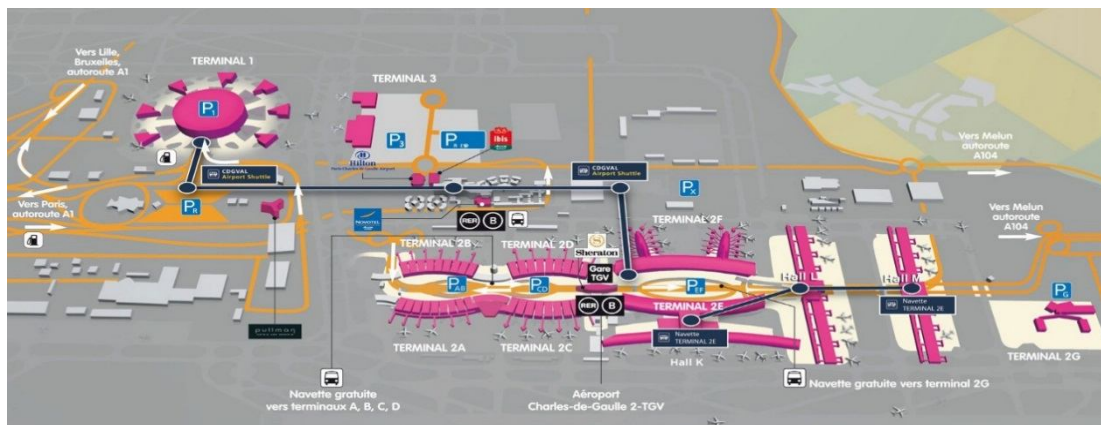 Vers Lille,
Bruxelles,
autoroute A1
TERMINAL 1
P1
TERMINAL 3
P3
PR
ibis
Hilton
CDGVAL
Airport Shuttle
CDGVAL
Airport Shuttle
PX
Vers Melun
autoroute
A104
Vers Paris,
autoroute A1
PR
NOVOTEL
RER B
Sheraton
TERMINAL 2F
Vers Melun
autoroute
A104
TERMINAL 2B
TERMINAL 2D
Gare
TGV
PAB
PCD
PEF
Hall L
Hall M
PG
RER B
TERMINAL 2E
Navette
TERMINAL 2E
Navette
TERMINAL 2E
pullman
TERMINAL 2A
TERMINAL 2C
Hall K
TERMINAL 2G
Navette gratuite
vers terminaux A, B, C, D
Aéroport
Charles-de-Gaulle 2-TGV
Navette gratuite vers terminal 2G